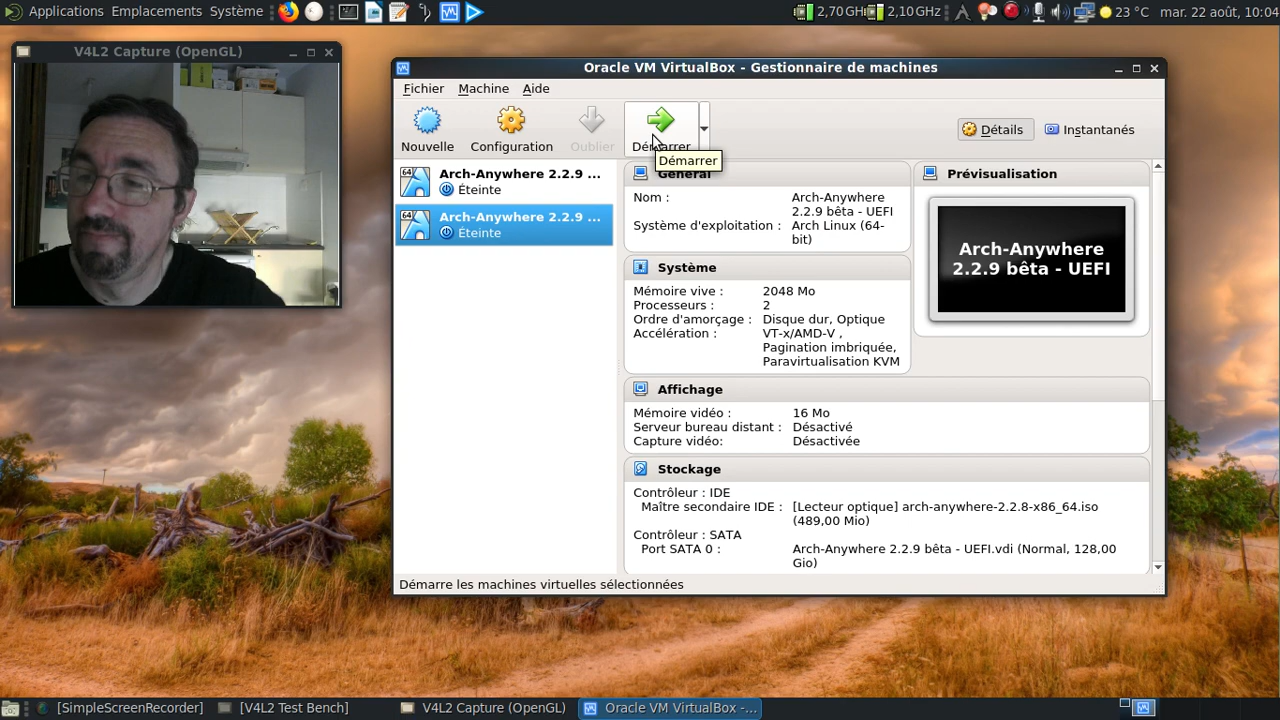 Applications Emplacements Système
2,70 GH
2,10 GHz
23 °C
mar. 22 août, 10:04
V4L2 Capture (OpenGL)
Oracle VM VirtualBox - Gestionnaire de machines
Fichier Machine Aide
Nouvelle
Configuration
Oublier
Démarrer
Détails
Instantanés
Démarrer
64
Arch-Anywhere 2.2.9 ...
Éteinte
64
Arch-Anywhere 2.2.9 ...
Éteinte
Général
Nom : Arch-Anywhere
2.2.9 bêta - UEFI
Système d'exploitation : Arch Linux (64-
bit)
Prévisualisation
Arch-Anywhere
2.2.9 bêta - UEFI
Système
Mémoire vive : 2048 Mo
Processeurs : 2
Ordre d'amorçage : Disque dur, Optique
Accélération : VT-x/AMD-V ,
Pagination imbriquée,
Paravirtualisation KVM
Affichage
Mémoire vidéo : 16 Mo
Serveur bureau distant : Désactivé
Capture vidéo: Désactivée
Stockage
Contrôleur : IDE
Maître secondaire IDE : [Lecteur optique] arch-anywhere-2.2.8-x86_64.iso
(489,00 Mio)
Contrôleur : SATA
Port SATA 0 : Arch-Anywhere 2.2.9 bêta - UEFI.vdi (Normal, 128,00
Gio)
Démarre les machines virtuelles sélectionnées
[SimpleScreenRecorder]
[V4L2 Test Bench]
V4L2 Capture (OpenGL)
Oracle VM VirtualBox -...